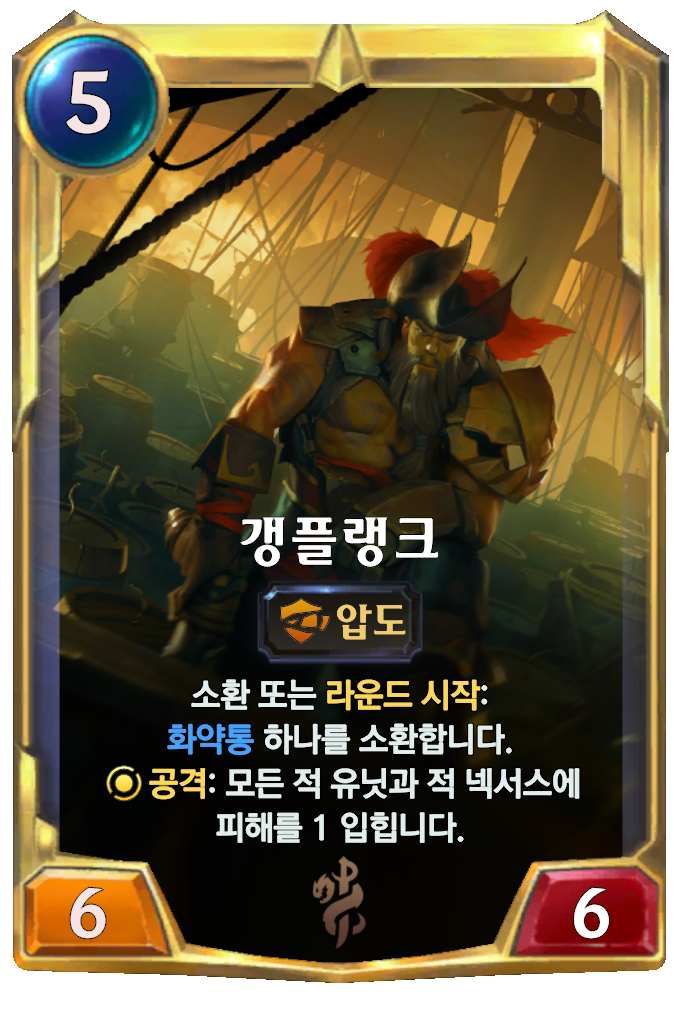 5
갱플랭크
압도
소환 또는 라운드 시작:
화약통 하나를 소환합니다.
공격: 모든 적 유닛과 적 넥서스에
피해를 1 입힙니다.
6
6